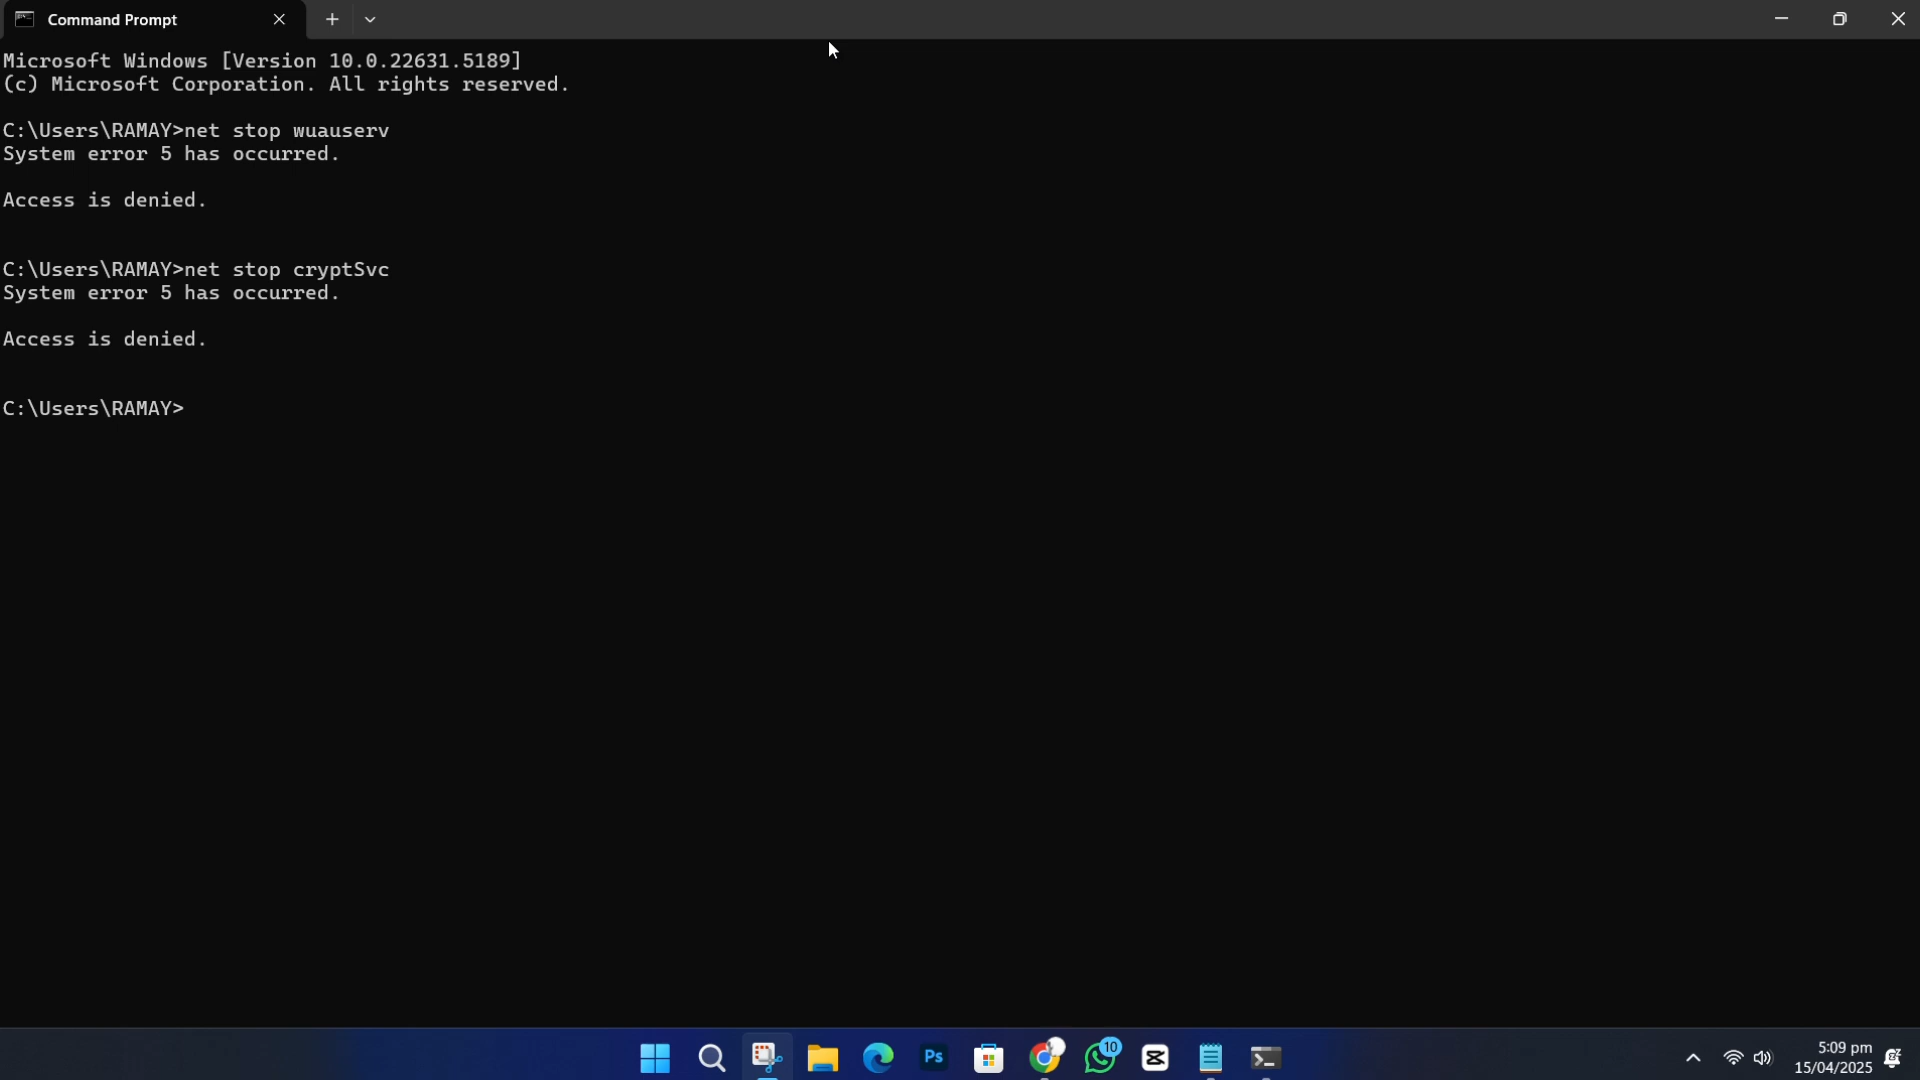 Command Prompt
Microsoft Windows [Version 10.0.22631.5189]
(c) Microsoft Corporation. All rights reserved.
C:\Users\RAMAY>net stop wuauserv
System error 5 has occurred.
Access is denied.
C:\Users\RAMAY>net stop cryptSvc
System error 5 has occurred.
Access is denied.
C:\Users\RAMAY>
Ps
10
5:09 pm
15/04/2025